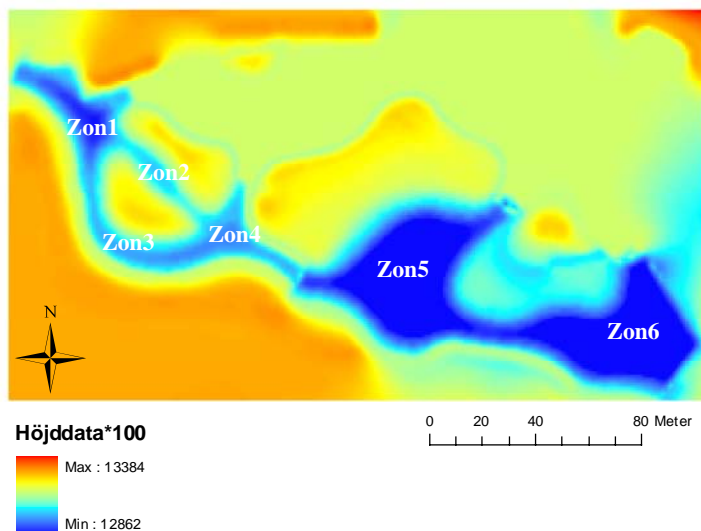 Zon1
Zon2
Zon3
Zon4
Zon5
Zon6
N
Höjddata*100
Max : 13384
Min : 12862
0 20 40 80 Meter